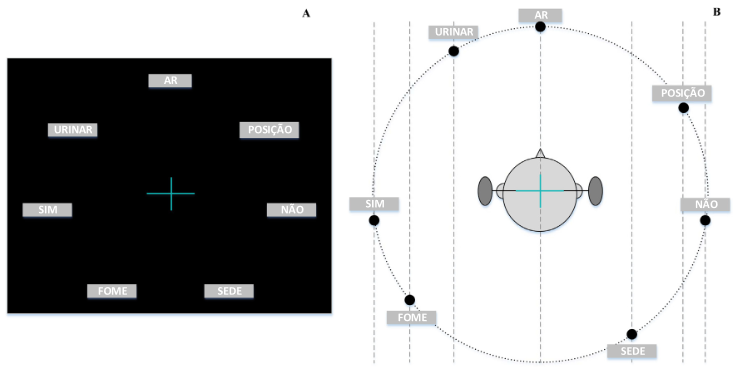 A
AR
URINAR
POSIÇÃO
SIM
NÃO
FOME
SEDE
B
AR
URINAR
POSIÇÃO
SIM
NÃO
FOME
SEDE